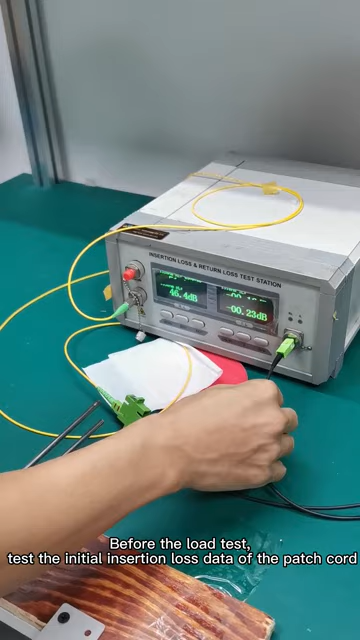 INSERTION LOSS & RETURN LOSS TEST STATION
46.4dB
-00.23dB
Before the load test,
test the initial insertion loss data of the patch cord